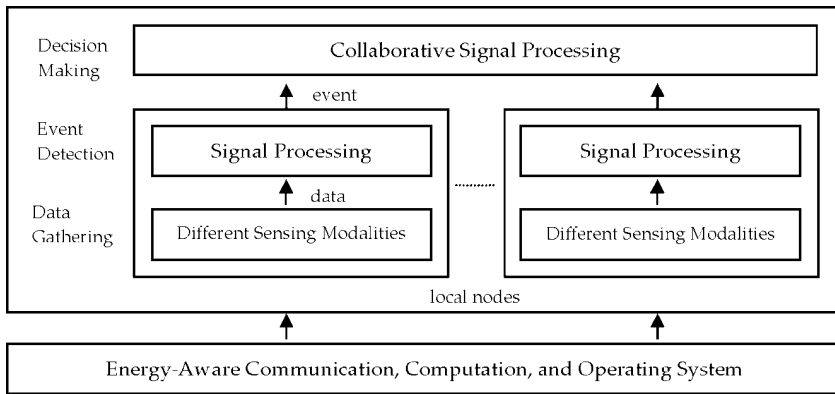 Decision
Making
Collaborative Signal Processing
event
Event
Detection
Signal Processing
Signal Processing
data
Data
Gathering
Different Sensing Modalities
Different Sensing Modalities
local nodes
Energy-Aware Communication, Computation, and Operating System